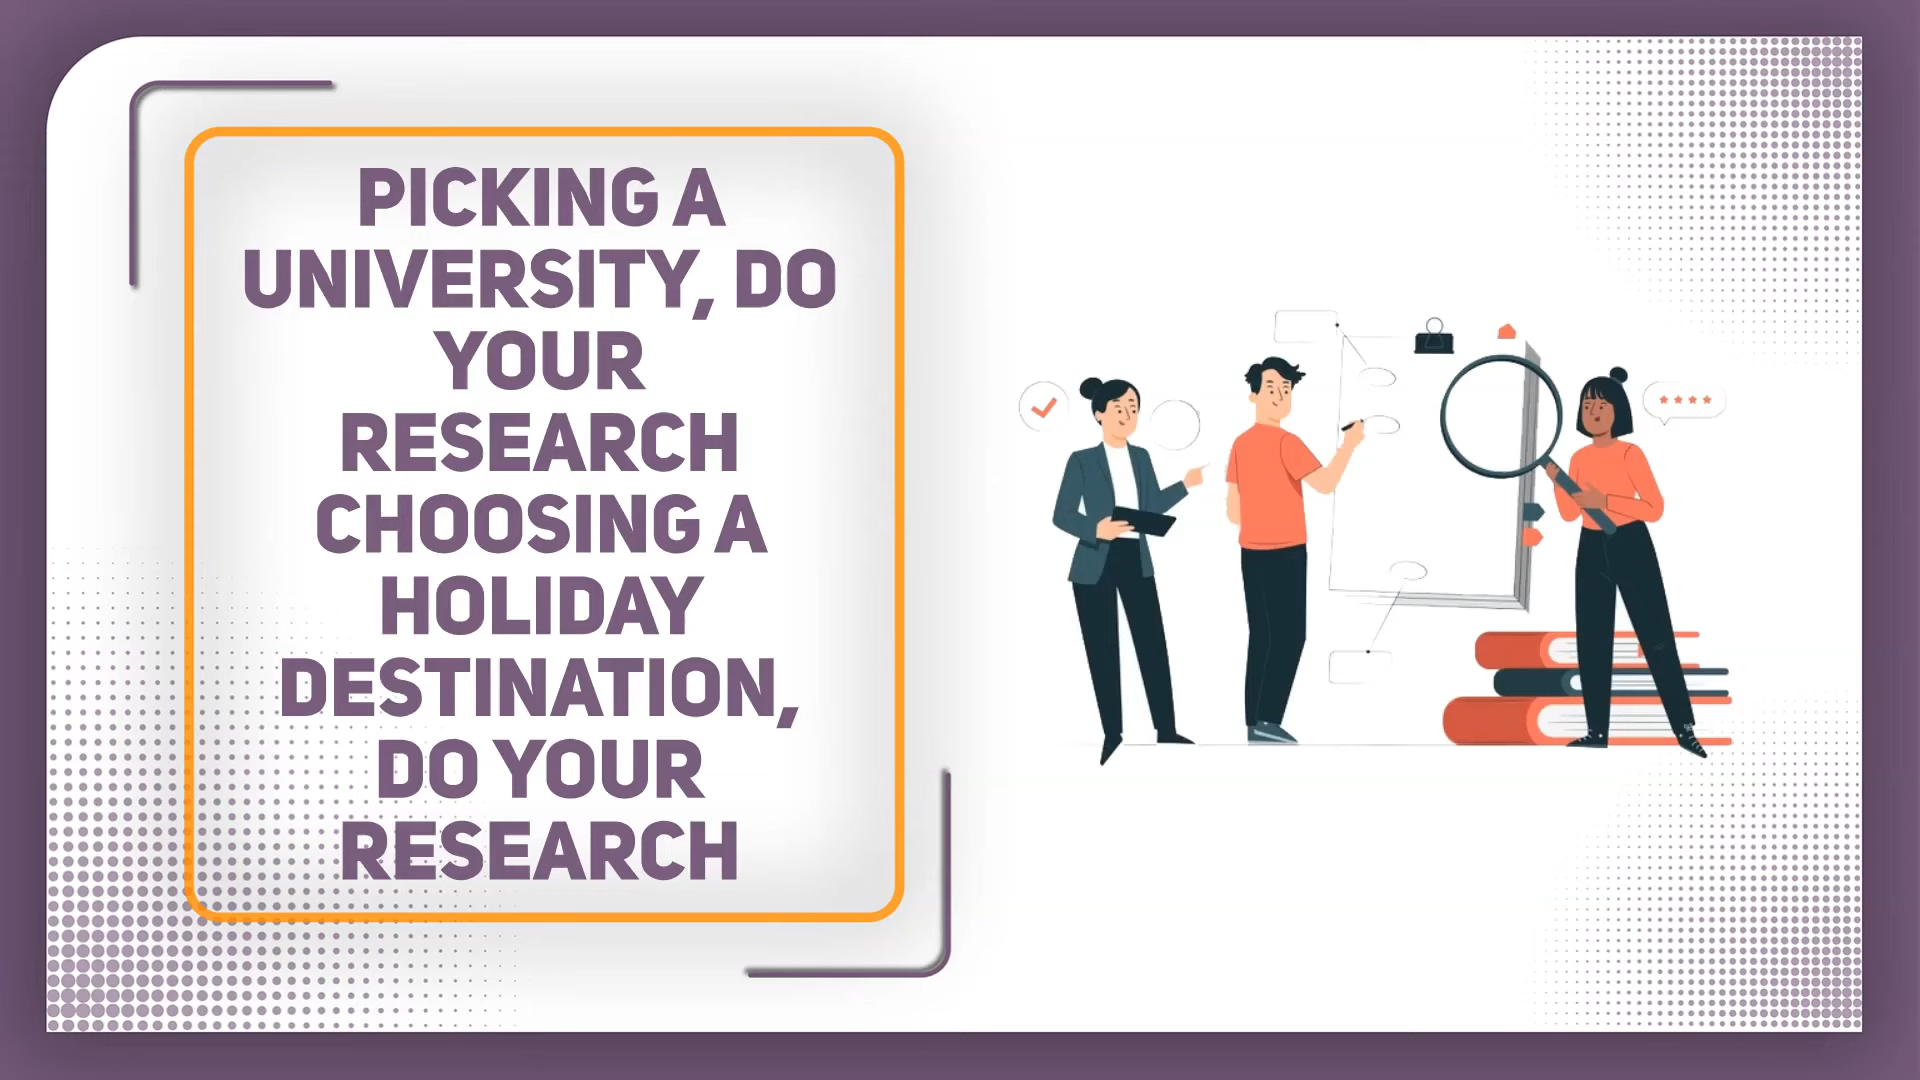 PICKING A
UNIVERSITY, DO
YOUR
RESEARCH
CHOOSING A
HOLIDAY
DESTINATION,
DO YOUR
RESEARCH